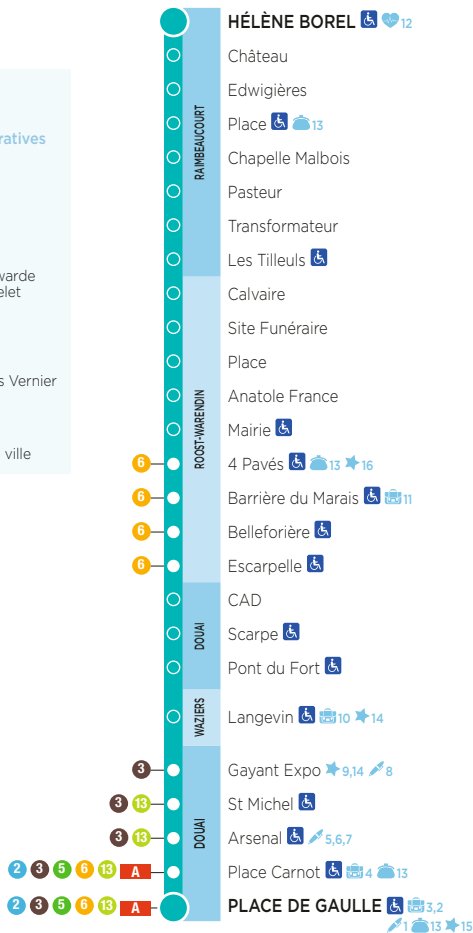 ratives
warde
elet
s Vernier
ville
RAIMBEAUCOURT
HÉLÈNE BOREL 12
Château
Edwigières
Place 13
Chapelle Malbois
Pasteur
Transformateur
Les Tilleuls
ROOST-WARENDIN
Calvaire
Site Funéraire
Place
Anatole France
Mairie
6 4 Pavés 13 16
6 Barrière du Marais 11
6 Belleforière
6 Escarpelle
DOUAI
CAD
Scarpe
Pont du Fort
WAZIERS
Langevin 10 14
DOUAI
3 Gayant Expo 9,14 8
3 13 St Michel
3 13 Arsenal 5,6,7
2 3 5 6 13 A Place Carnot 4 13
2 3 5 6 13 A PLACE DE GAULLE 3,2
1 13 15